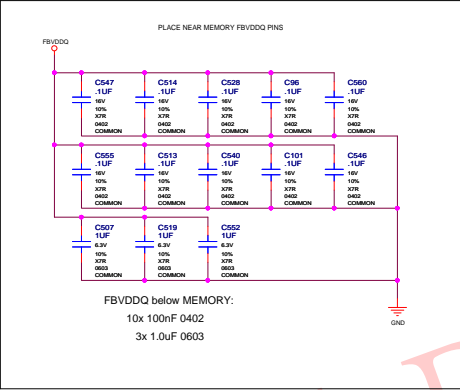 PLACE NEAR MEMORY FBVDDQ PINS
FBVDDQ
C547 C514 C528 C96 C560
.1UF .1UF .1UF .1UF .1UF
16V 16V 16V 16V 16V
10% 10% 10% 10% 10%
X7R X7R X7R X7R X7R
0402 0402 0402 0402 0402
COMMON COMMON COMMON COMMON COMMON
C555 C513 C540 C101 C546
.1UF .1UF .1UF .1UF .1UF
16V 16V 16V 16V 16V
10% 10% 10% 10% 10%
X7R X7R X7R X7R X7R
0402 0402 0402 0402 0402
COMMON COMMON COMMON COMMON COMMON
C507 C519 C552
1UF 1UF 1UF
6.3V 6.3V 6.3V
10% 10% 10%
X7R X7R X7R
0603 0603 0603
COMMON COMMON COMMON
FBVDDQ below MEMORY:
10x 100nF 0402
3x 1.0uF 0603
GND